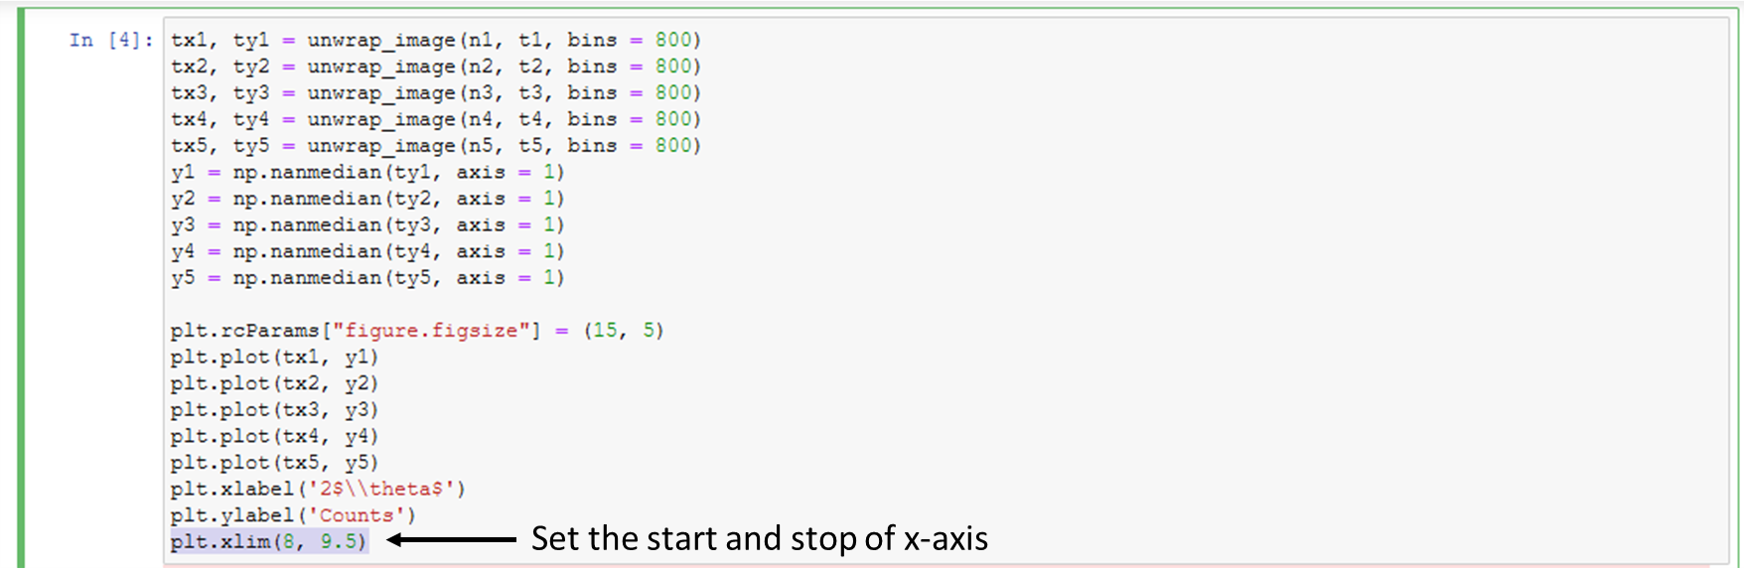 In [4]: tx1, ty1 = unwrap_image(n1, t1, bins = 800)
tx2, ty2 = unwrap_image(n2, t2, bins = 800)
tx3, ty3 = unwrap_image(n3, t3, bins = 800)
tx4, ty4 = unwrap_image(n4, t4, bins = 800)
tx5, ty5 = unwrap_image(n5, t5, bins = 800)
y1 = np.nanmedian(ty1, axis = 1)
y2 = np.nanmedian(ty2, axis = 1)
y3 = np.nanmedian(ty3, axis = 1)
y4 = np.nanmedian(ty4, axis = 1)
y5 = np.nanmedian(ty5, axis = 1)
plt.rcParams["figure.figsize"] = (15, 5)
plt.plot(tx1, y1)
plt.plot(tx2, y2)
plt.plot(tx3, y3)
plt.plot(tx4, y4)
plt.plot(tx5, y5)
plt.xlabel('2$\\theta$')
plt.ylabel('Counts')
plt.xlim(8, 9.5) Set the start and stop of x-axis